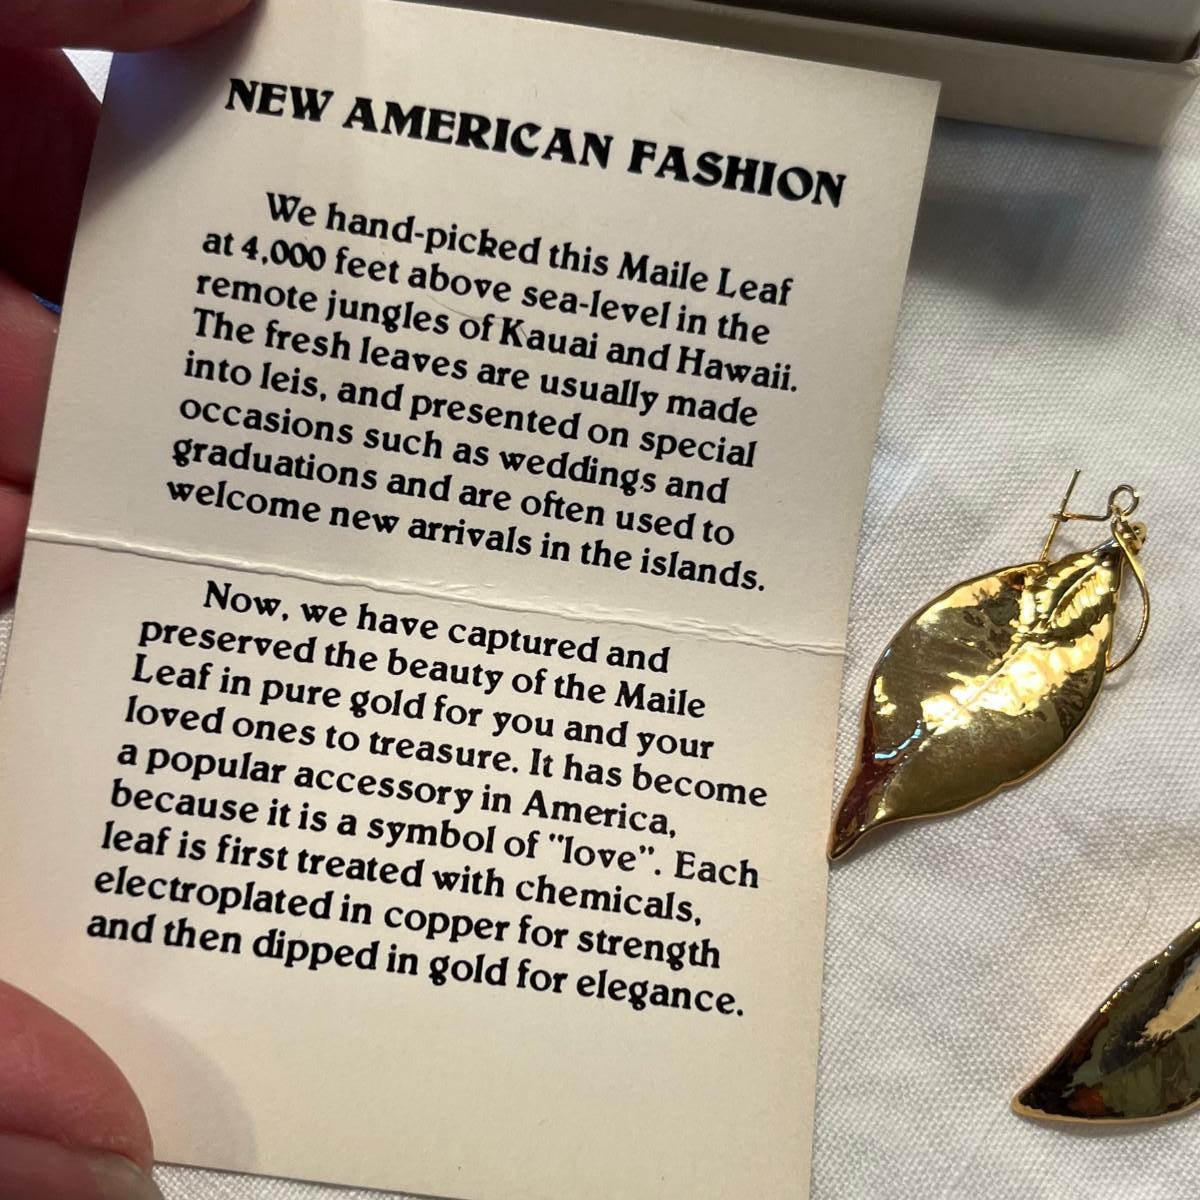 NEW AMERICAN FASHION
We hand-picked this Maile Leaf
at 4,000 feet above sea-level in the
remote jungles of Kauai and Hawaii.
The fresh leaves are usually made
into leis, and presented on special
occasions such as weddings and
graduations and are often used to
welcome new arrivals in the islands.
Now, we have captured and
preserved the beauty of the Maile
Leaf in pure gold for you and your
loved ones to treasure. It has become
a popular accessory in America,
because it is a symbol of "love". Each
leaf is first treated with chemicals,
electroplated in copper for strength
and then dipped in gold for elegance.